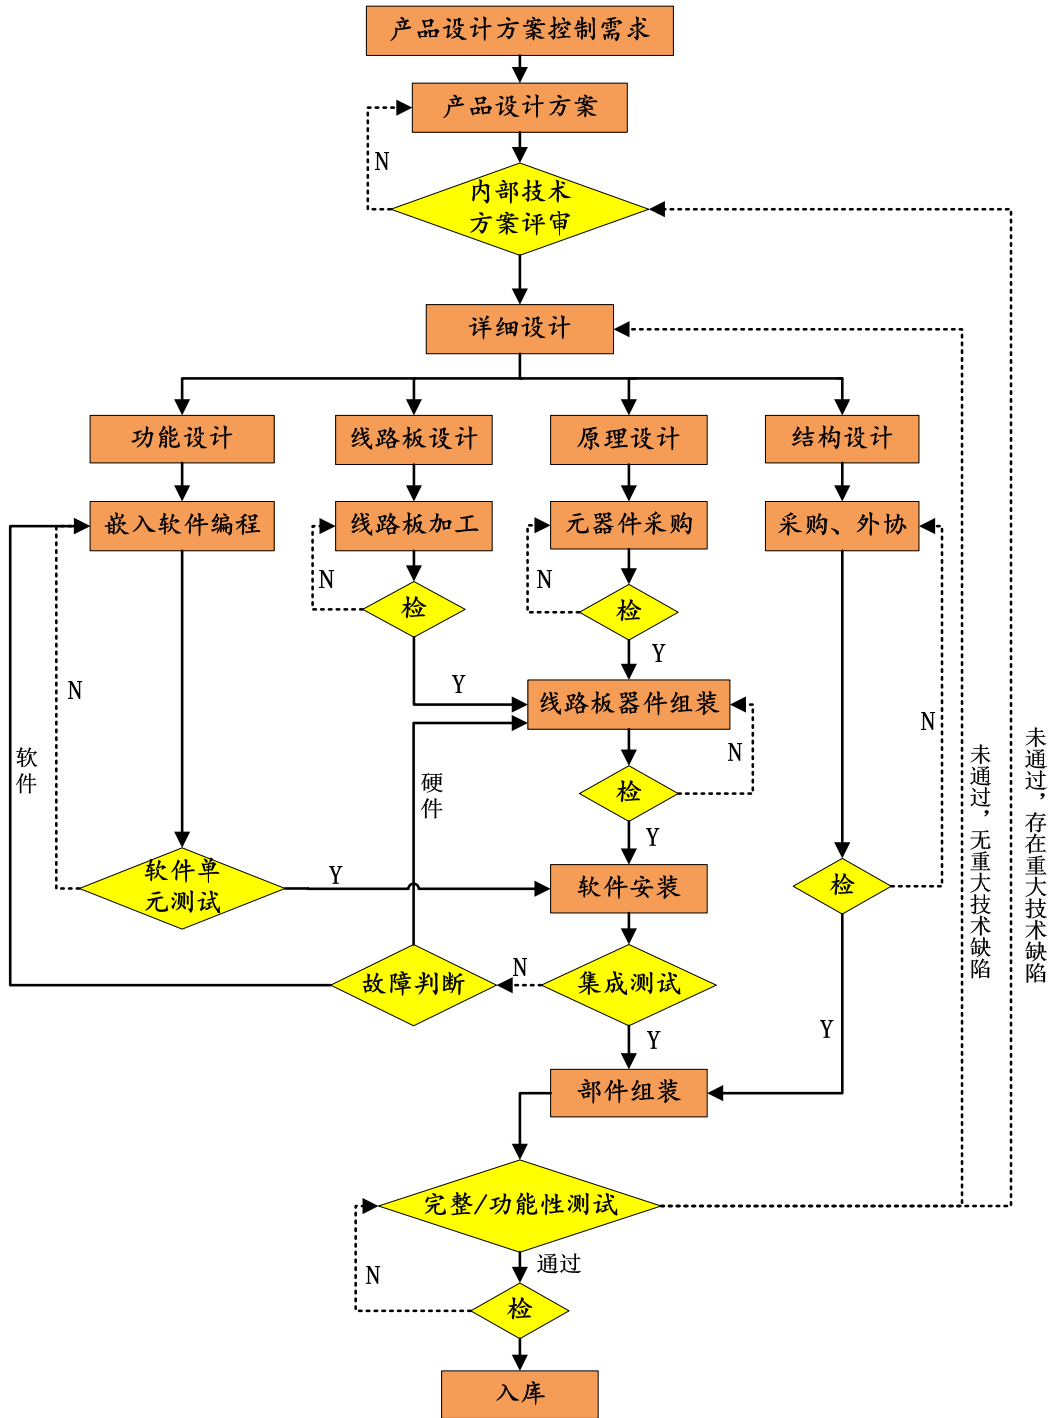 产品设计方案控制需求
产品设计方案
N
内部技术
方案评审
详细设计
功能设计
线路板设计
原理设计
结构设计
嵌入软件编程
线路板加工
元器件采购
采购、外协
N
N
检
检
Y
N
Y
线路板器件组装
N
N
软件
硬件
检
未通过，无重大技术缺陷
未通过，存在重大技术缺陷
Y
软件单
元测试
Y
软件安装
检
故障判断
N
集成测试
Y
Y
部件组装
完整/功能性测试
通过
N
检
入库